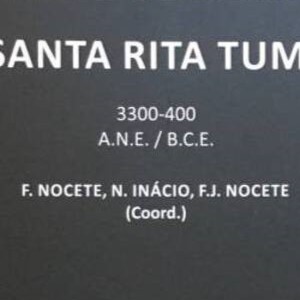 SANTA RITA TUM
3300-400
A.N.E. / B.C.E.
F. NOCETE, N. INÁCIO, F.J. NOCETE
(Coord.)